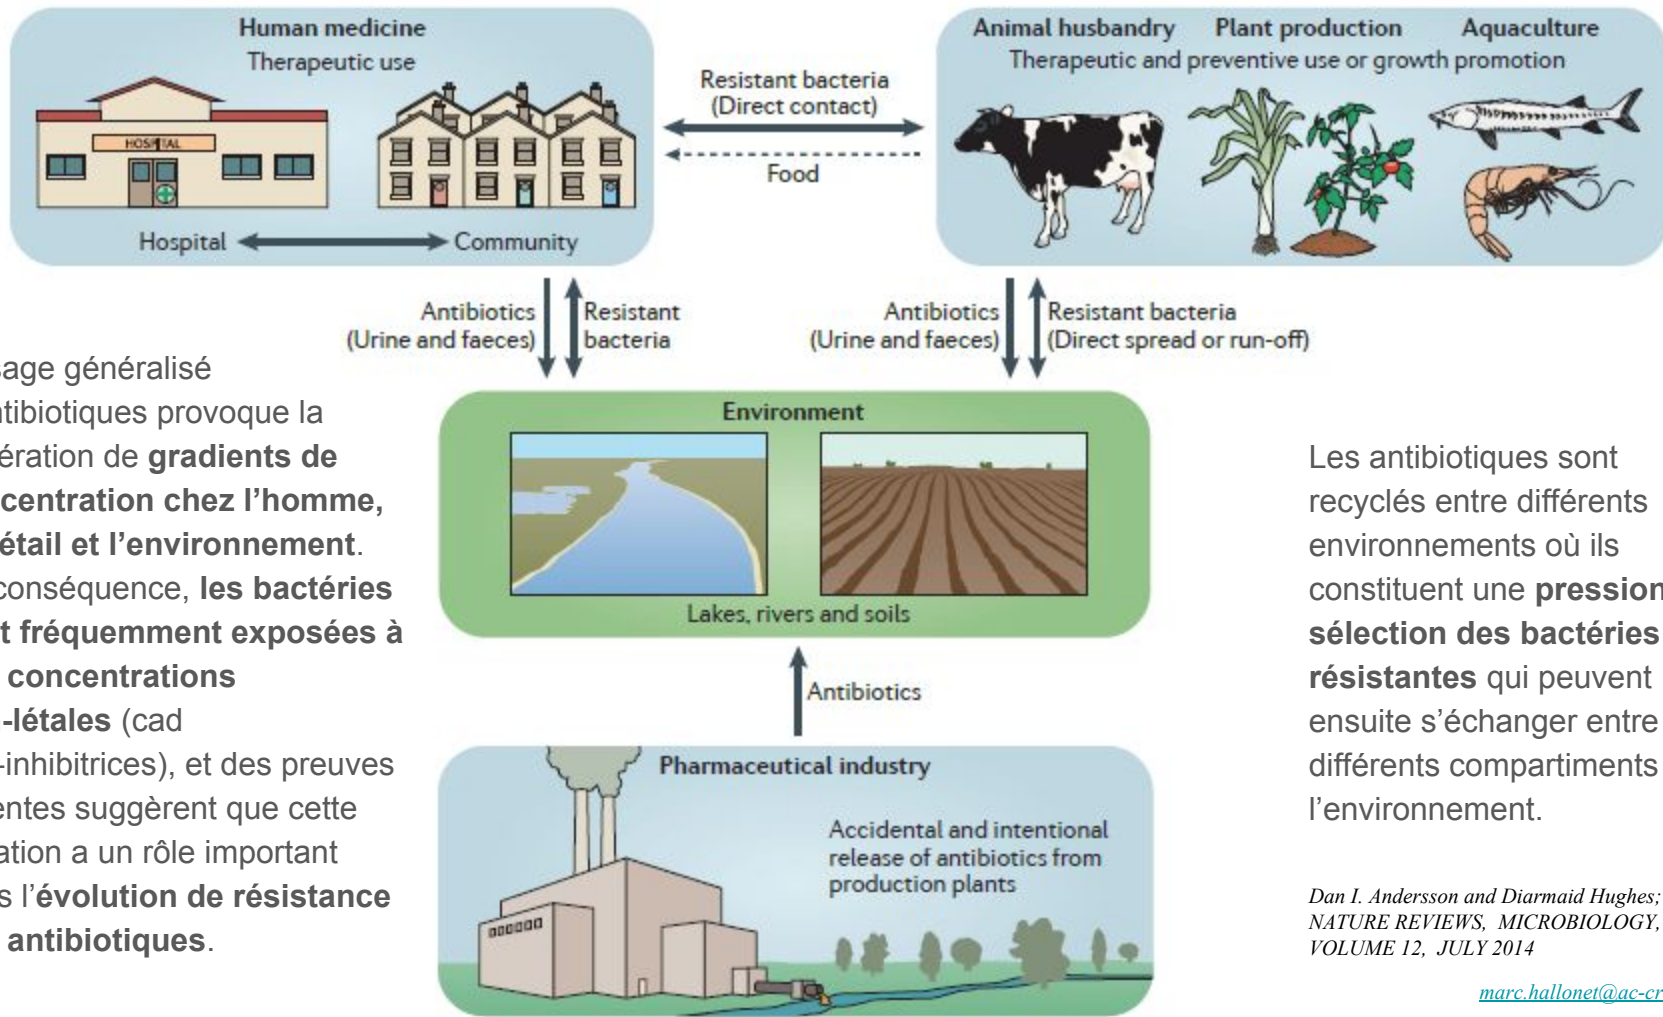 Human medicine
Therapeutic use
HOSPITAL
Hospital
Community
Resistant bacteria
(Direct contact)
Food
Animal husbandry Plant production Aquaculture
Therapeutic and preventive use or growth promotion
Antibiotics
(Urine and faeces)
Resistant
bacteria
Antibiotics
(Urine and faeces)
Resistant bacteria
(Direct spread or run-off)
Environment
Lakes, rivers and soils
Antibiotics
Pharmaceutical industry
Accidental and intentional
release of antibiotics from
production plants
sage généralisé
ntibiotiques provoque la
ération de gradients de
centration chez l’homme,
étail et l’environnement.
conséquence, les bactéries
t fréquemment exposées à
concentrations
-létales (cad
-inhibitrices), et des preuves
entes suggèrent que cette
ation a un rôle important
s l’évolution de résistance
antibiotiques.
Les antibiotiques sont
recyclés entre différents
environnements où ils
constituent une pression
sélection des bactéries
résistantes qui peuvent
ensuite s’échanger entre
différents compartiments
l’environnement.
Dan I. Andersson and Diarmaid Hughes;
NATURE REVIEWS, MICROBIOLOGY,
VOLUME 12, JULY 2014
marc.hallonet@ac-cr